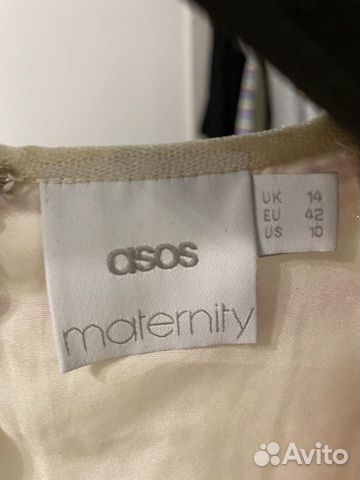 asos
maternity
UK 14
EU 42
US 10
Avito